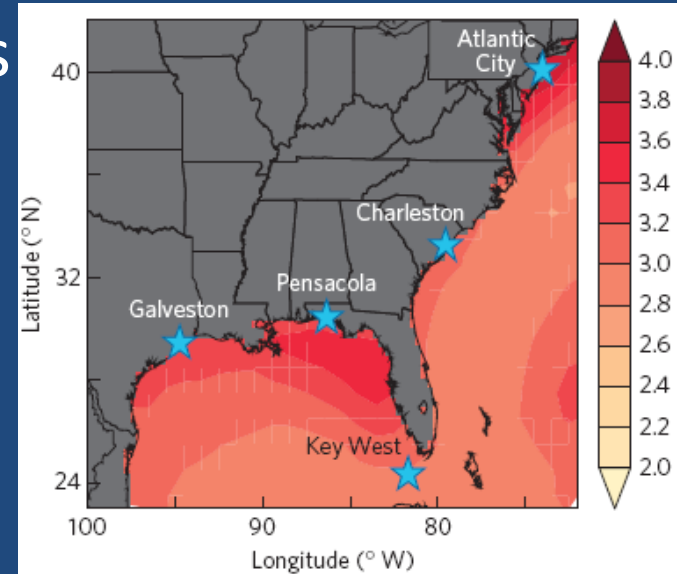 s
Atlantic
City
Charleston
Pensacola
Galveston
Key West
Latitude (° N)
40
32
24
100
90
80
Longitude (° W)
4.0
3.8
3.6
3.4
3.2
3.0
2.8
2.6
2.4
2.2
2.0